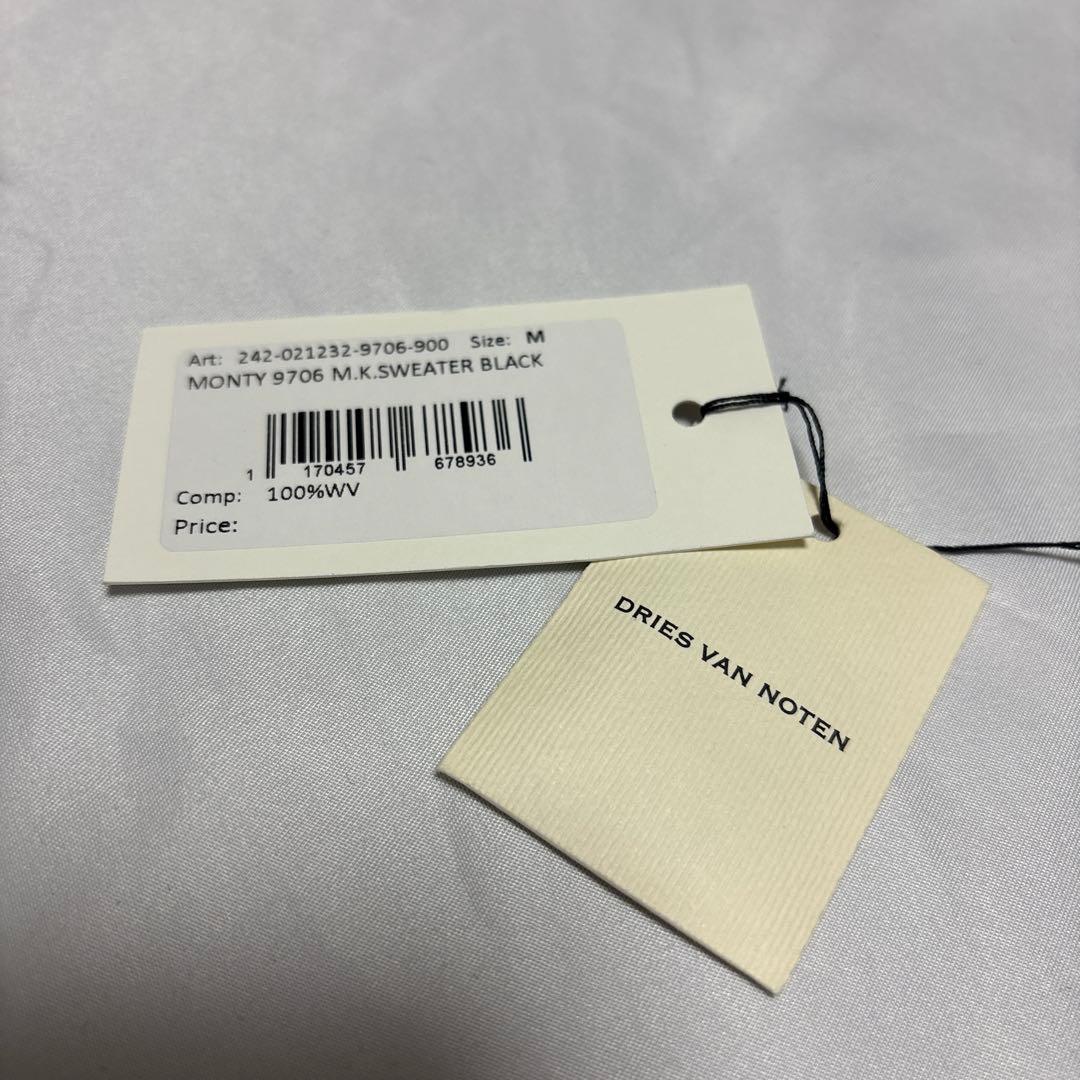 Art: 242-021232-9706-900 Size: M
MONTY 9706 M.K.SWEATER BLACK
1 170457 678936
Comp: 100%WV
Price:
DRIES VAN NOTEN